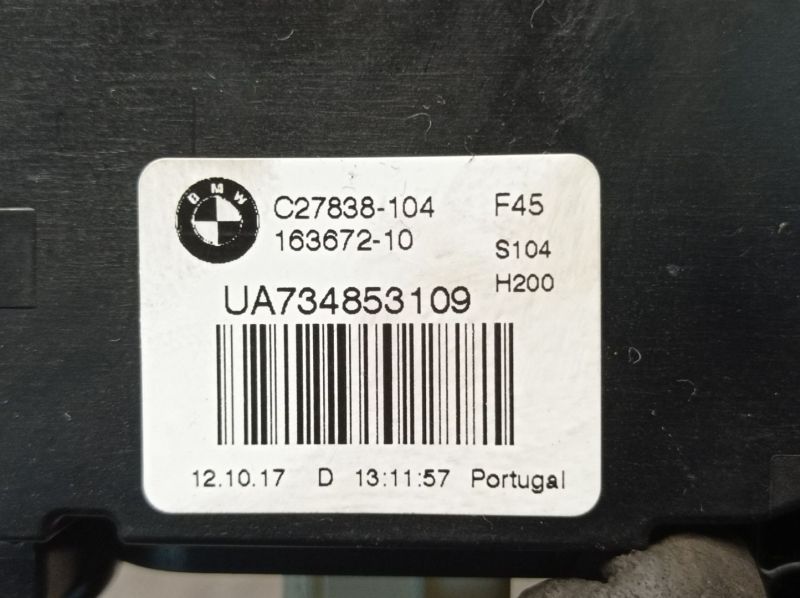 BMW
C27838-104 F45
163672-10 S104
H200
UA734853109
12.10.17 D 13:11:57 Portugal